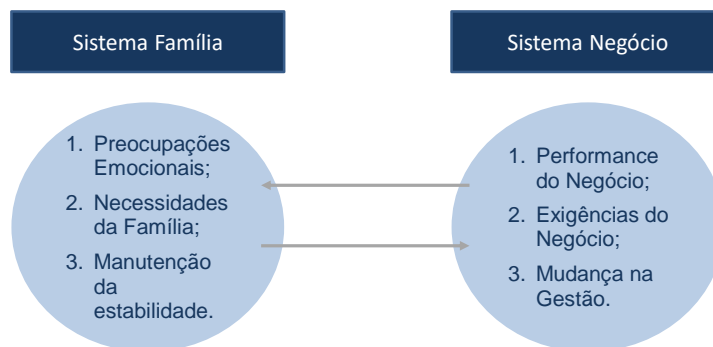 Sistema Família
Sistema Negócio
1. Preocupações
Emocionais;
2. Necessidades
da Família;
3. Manutenção
da
estabilidade.
1. Performance
do Negócio;
2. Exigências do
Negócio;
3. Mudança na
Gestão.